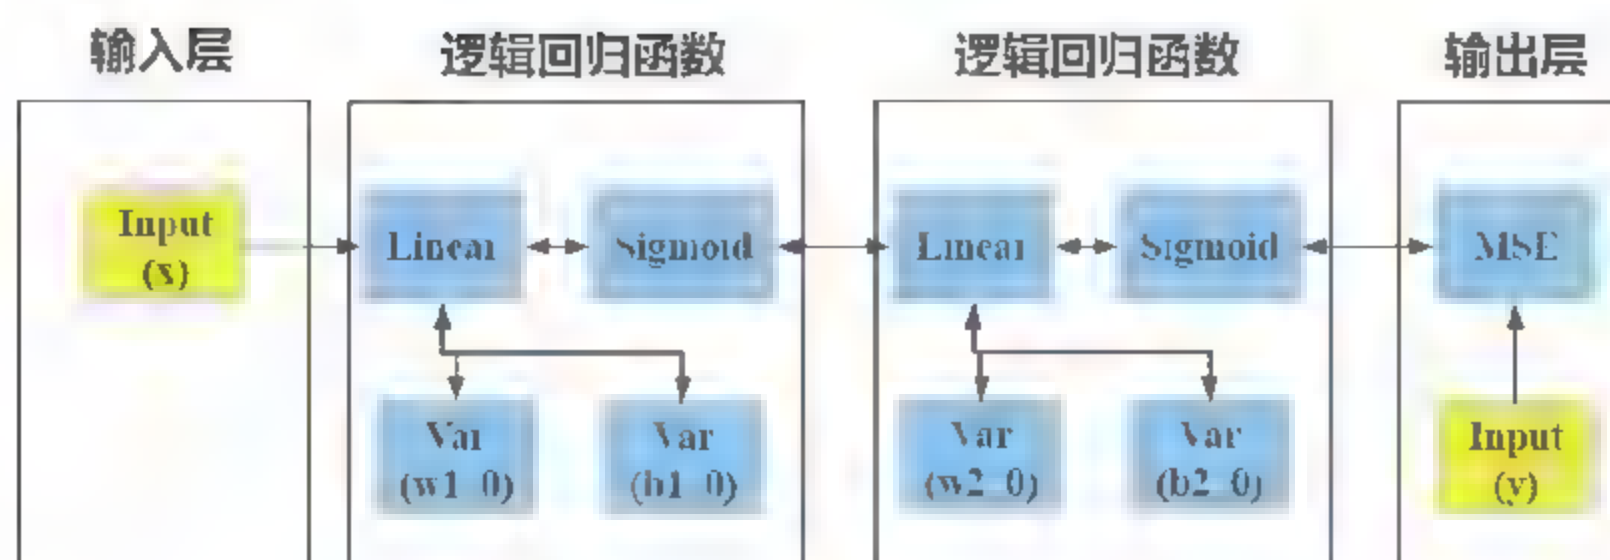 输入层
逻辑回归函数
逻辑回归函数
输出层
Input
(x)
Linear
Sigmoid
Linear
Sigmoid
MSE
Var
(w1_0)
Var
(b1_0)
Var
(w2_0)
Var
(b2_0)
Input
(y)